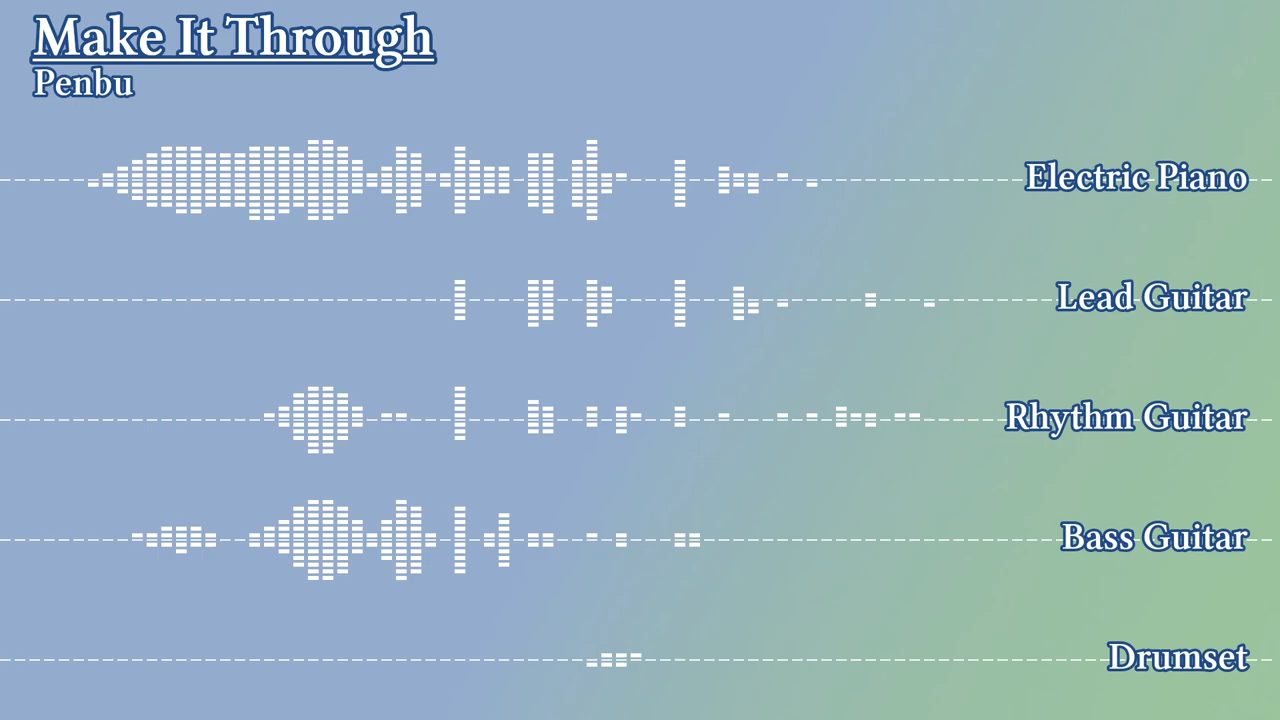 Make It Through
Penbu
Electric Piano
Lead Guitar
Rhythm Guitar
Bass Guitar
Drumset